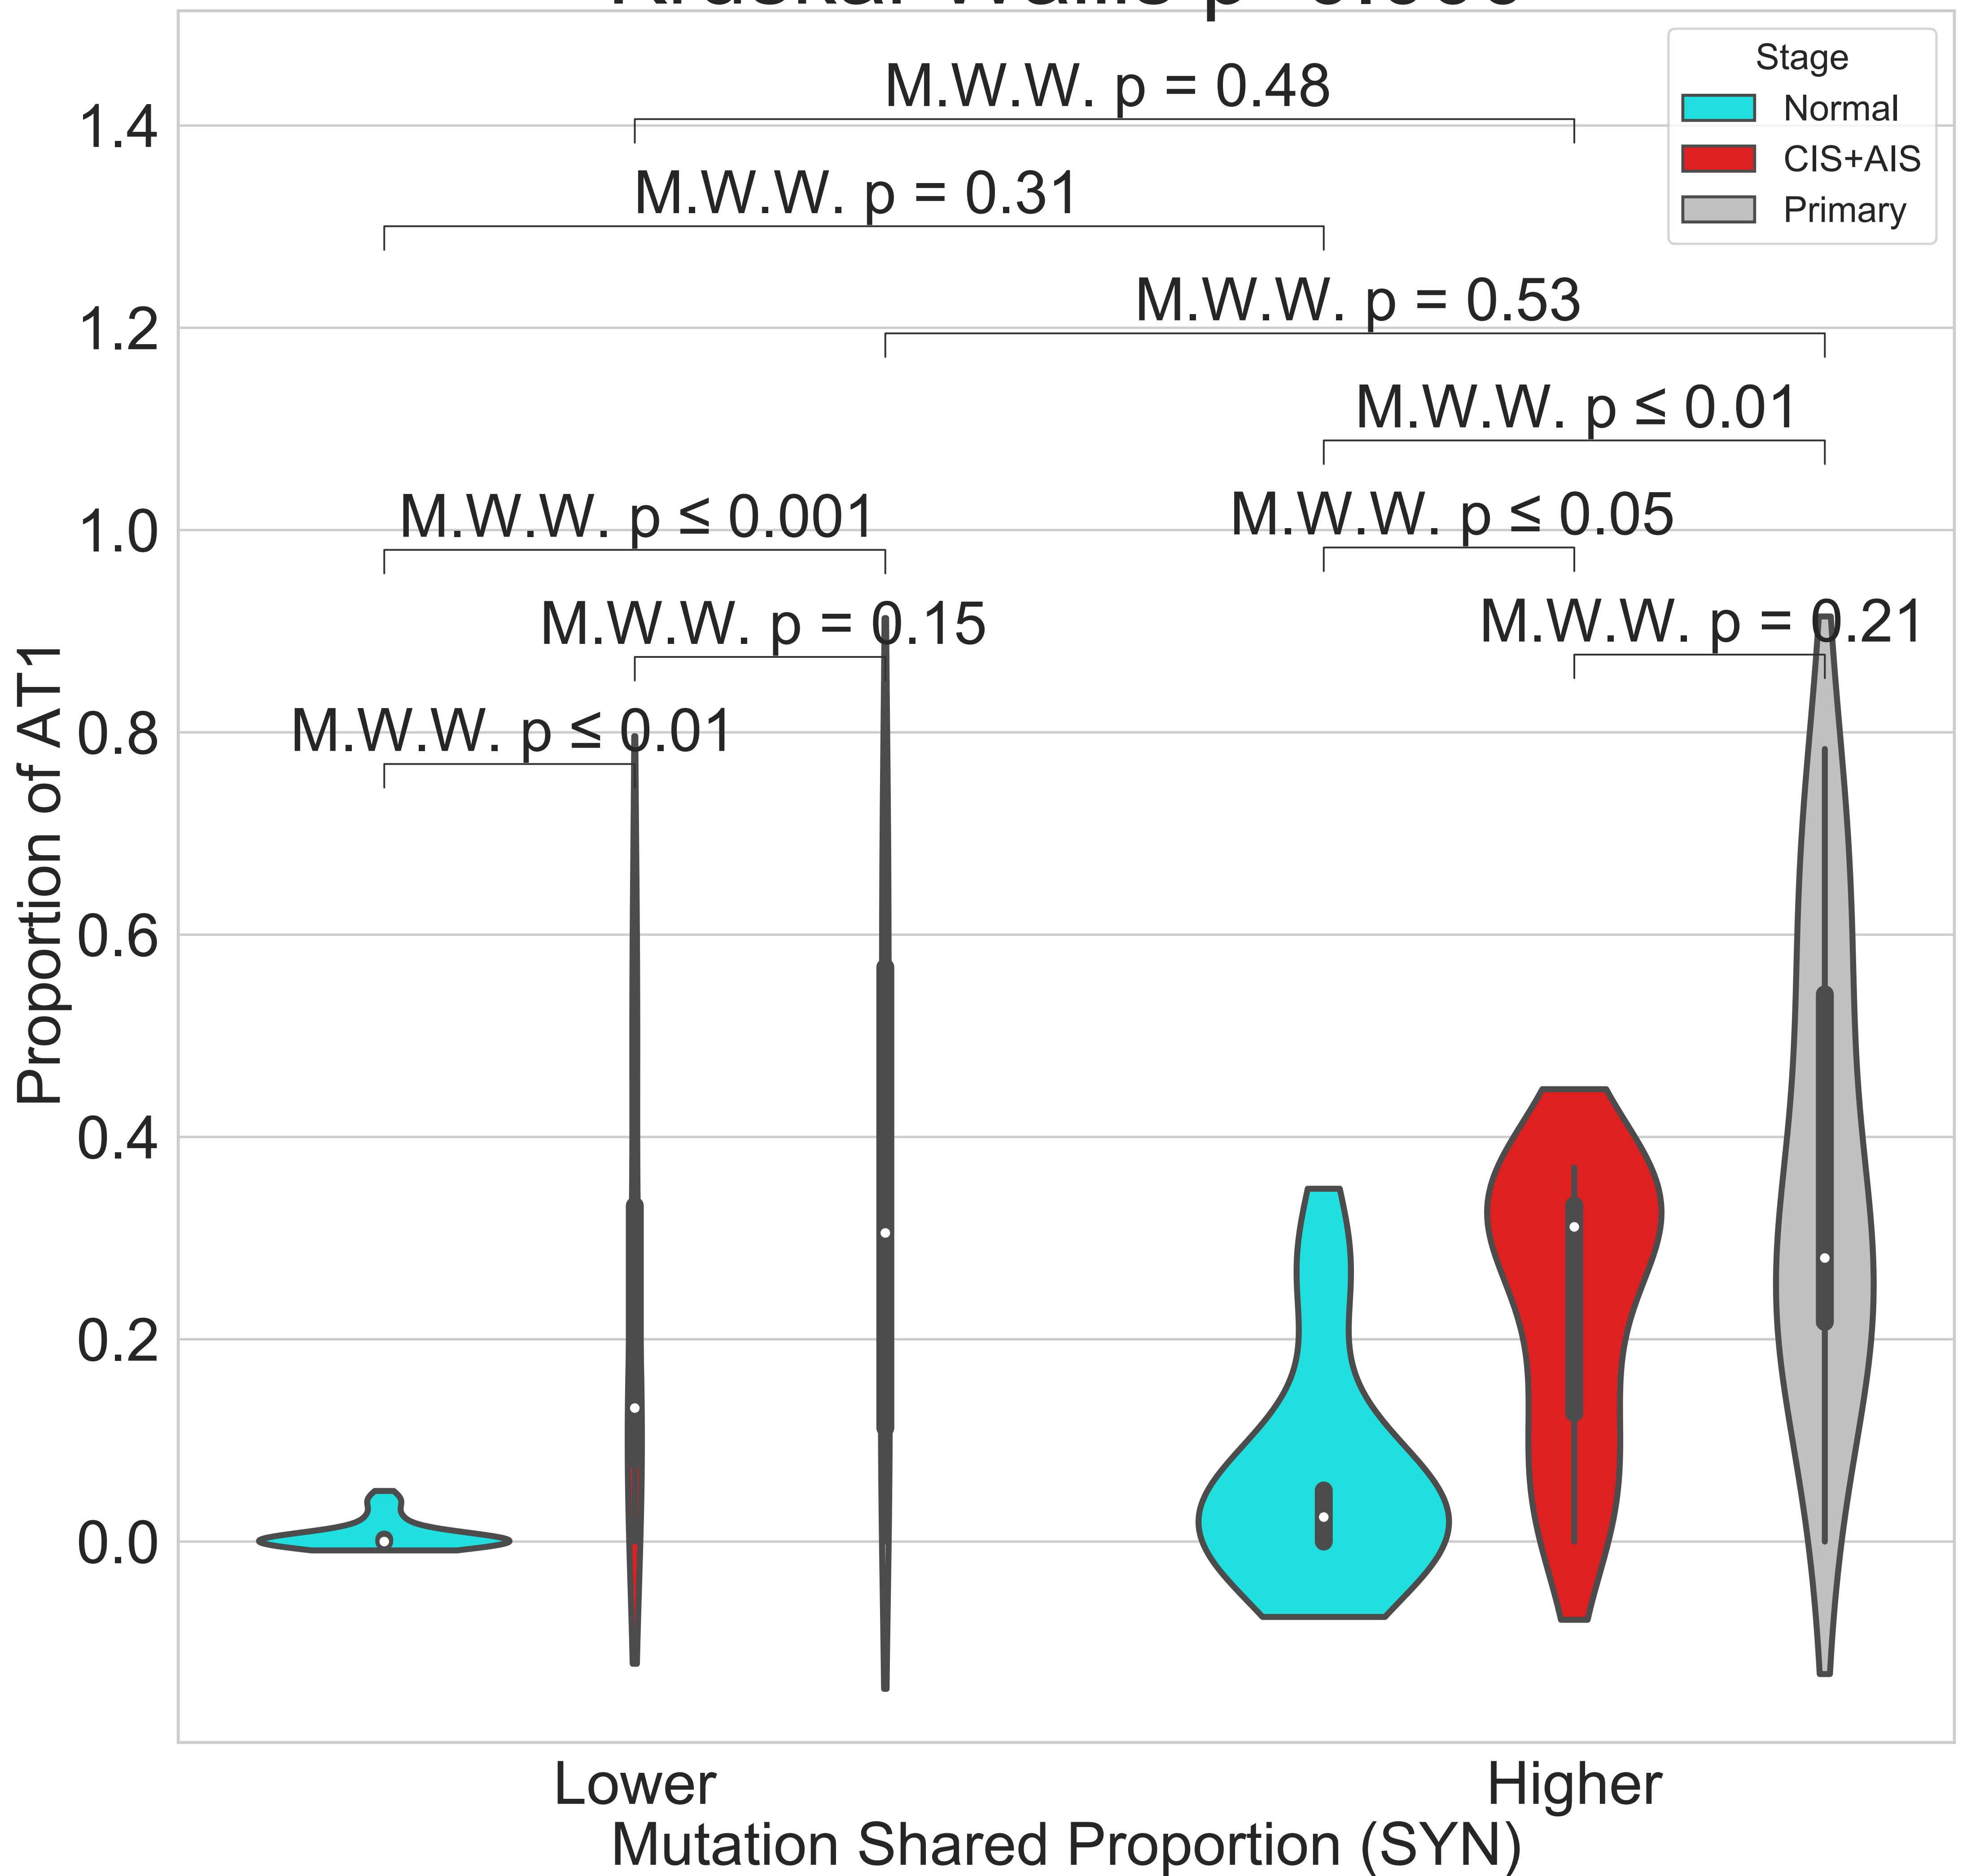 Stage
Normal
CIS+AIS
Primary
M.W.W. p = 0.48
M.W.W. p = 0.31
M.W.W. p = 0.53
M.W.W. p ≤ 0.01
M.W.W. p ≤ 0.001
M.W.W. p ≤ 0.05
M.W.W. p = 0.15
M.W.W. p = 0.21
M.W.W. p ≤ 0.01
1.4
1.2
1.0
0.8
0.6
0.4
0.2
0.0
Proportion of AT1
Lower
Higher
Mutation Shared Proportion (SYN)